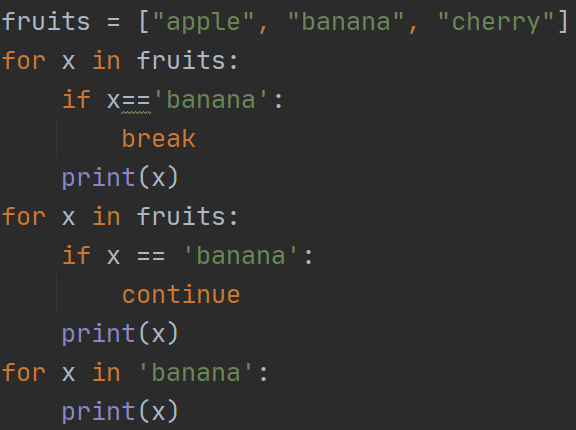 fruits = ["apple", "banana", "cherry"]
for x in fruits:
    if x=='banana':
        break
    print(x)
for x in fruits:
    if x == 'banana':
        continue
    print(x)
for x in 'banana':
    print(x)